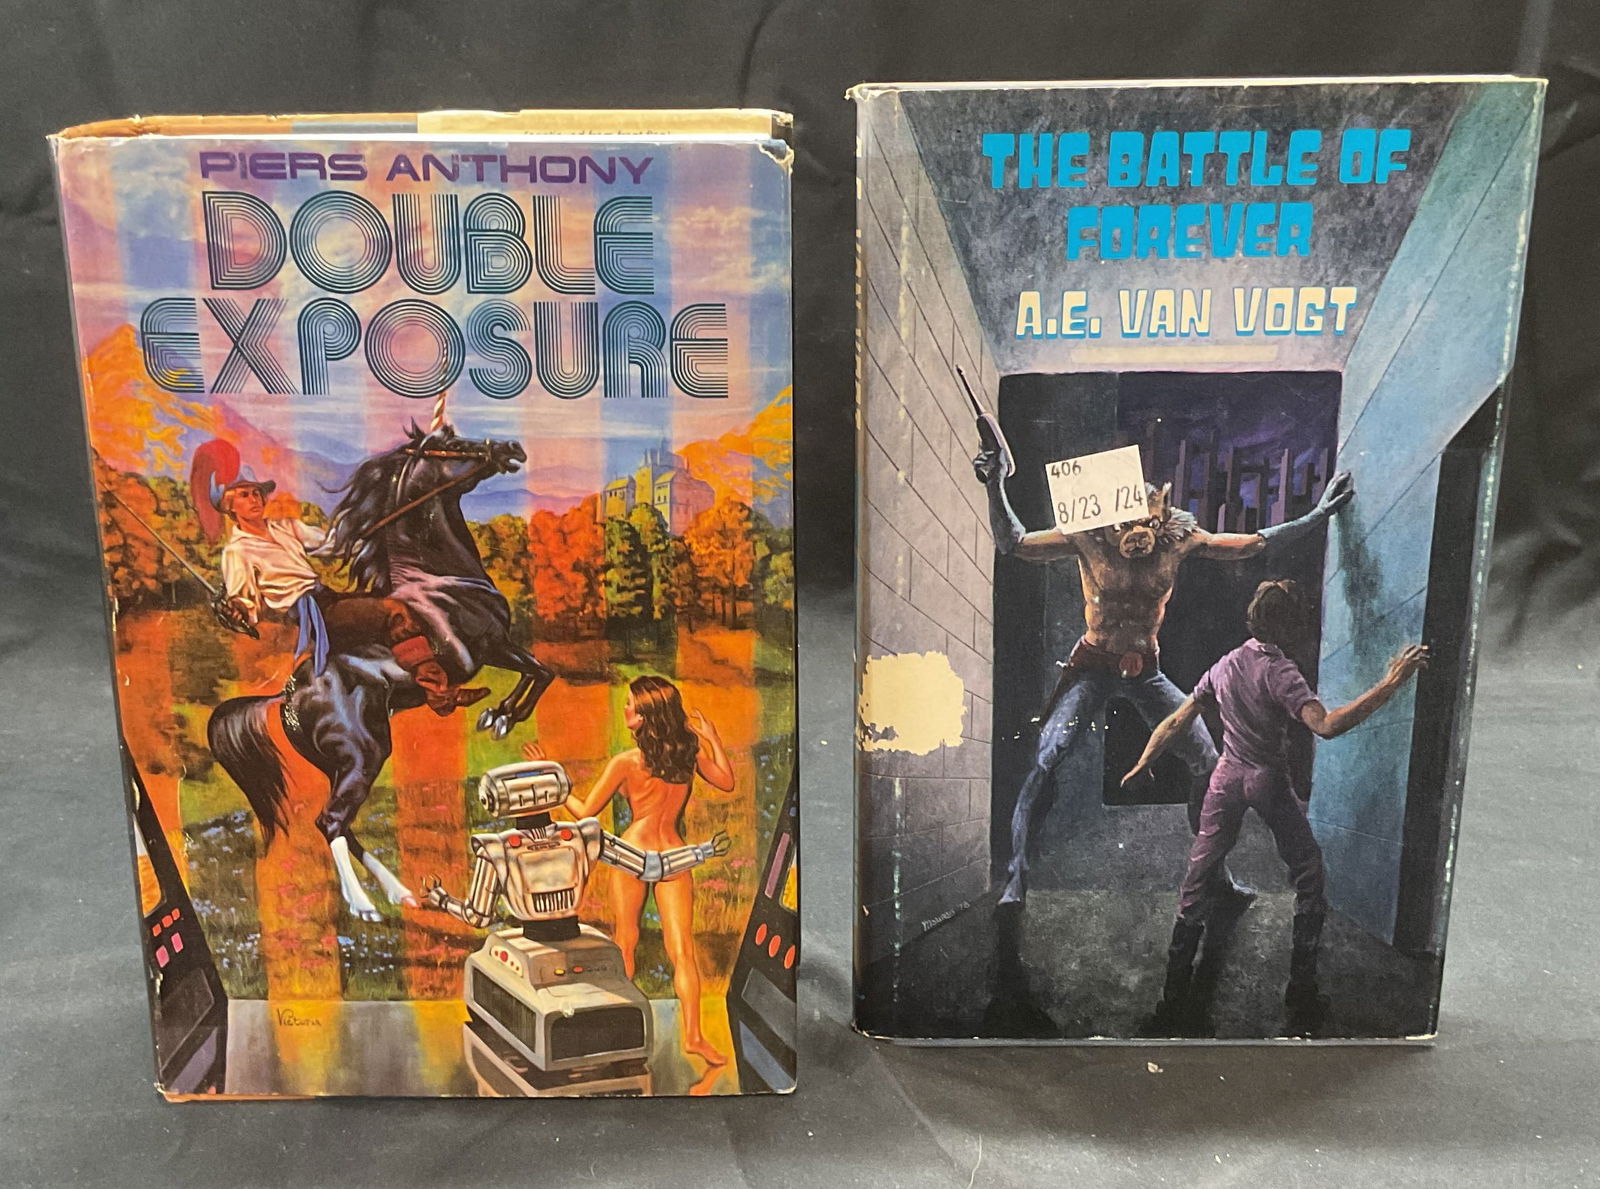 PIERS ANTHONY
DOUBLE
EXPOSURE
Victoria
THE BATTLE OF
FOREVER
A.E. VAN VOGT
406
8/23 /24